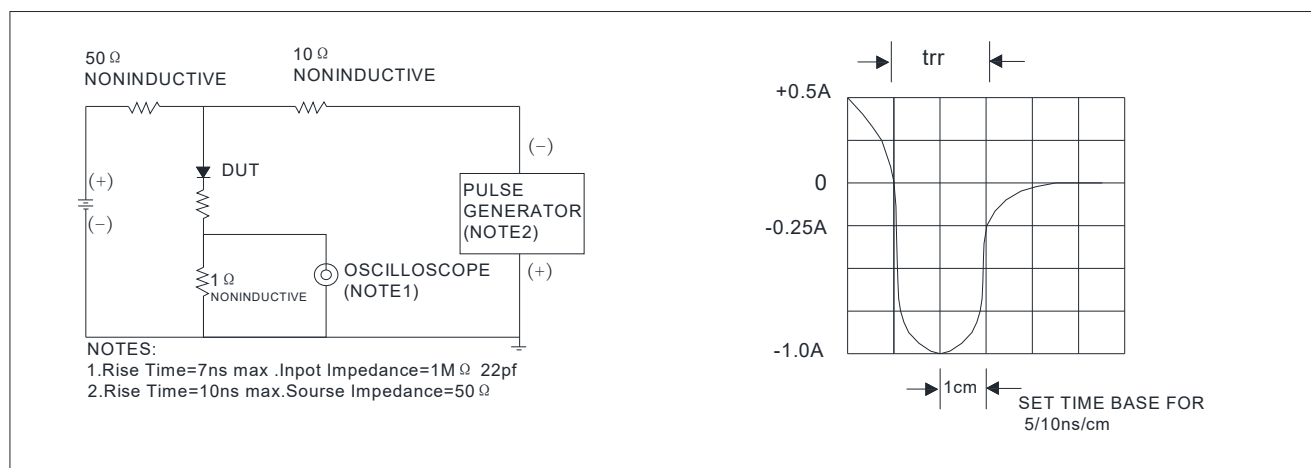 50 Ω
NONINDUCTIVE
10 Ω
NONINDUCTIVE
(+)
(-)
DUT
1 Ω
NONINDUCTIVE
OSCILLOSCOPE
(NOTE1)
(-)
PULSE
GENERATOR
(NOTE2)
(+)
NOTES:
1.Rise Time=7ns max .Inpot Impedance=1M Ω 22pf
2.Rise Time=10ns max.Sourse Impedance=50 Ω
trr
+0.5A
0
-0.25A
-1.0A
1cm
SET TIME BASE FOR
5/10ns/cm